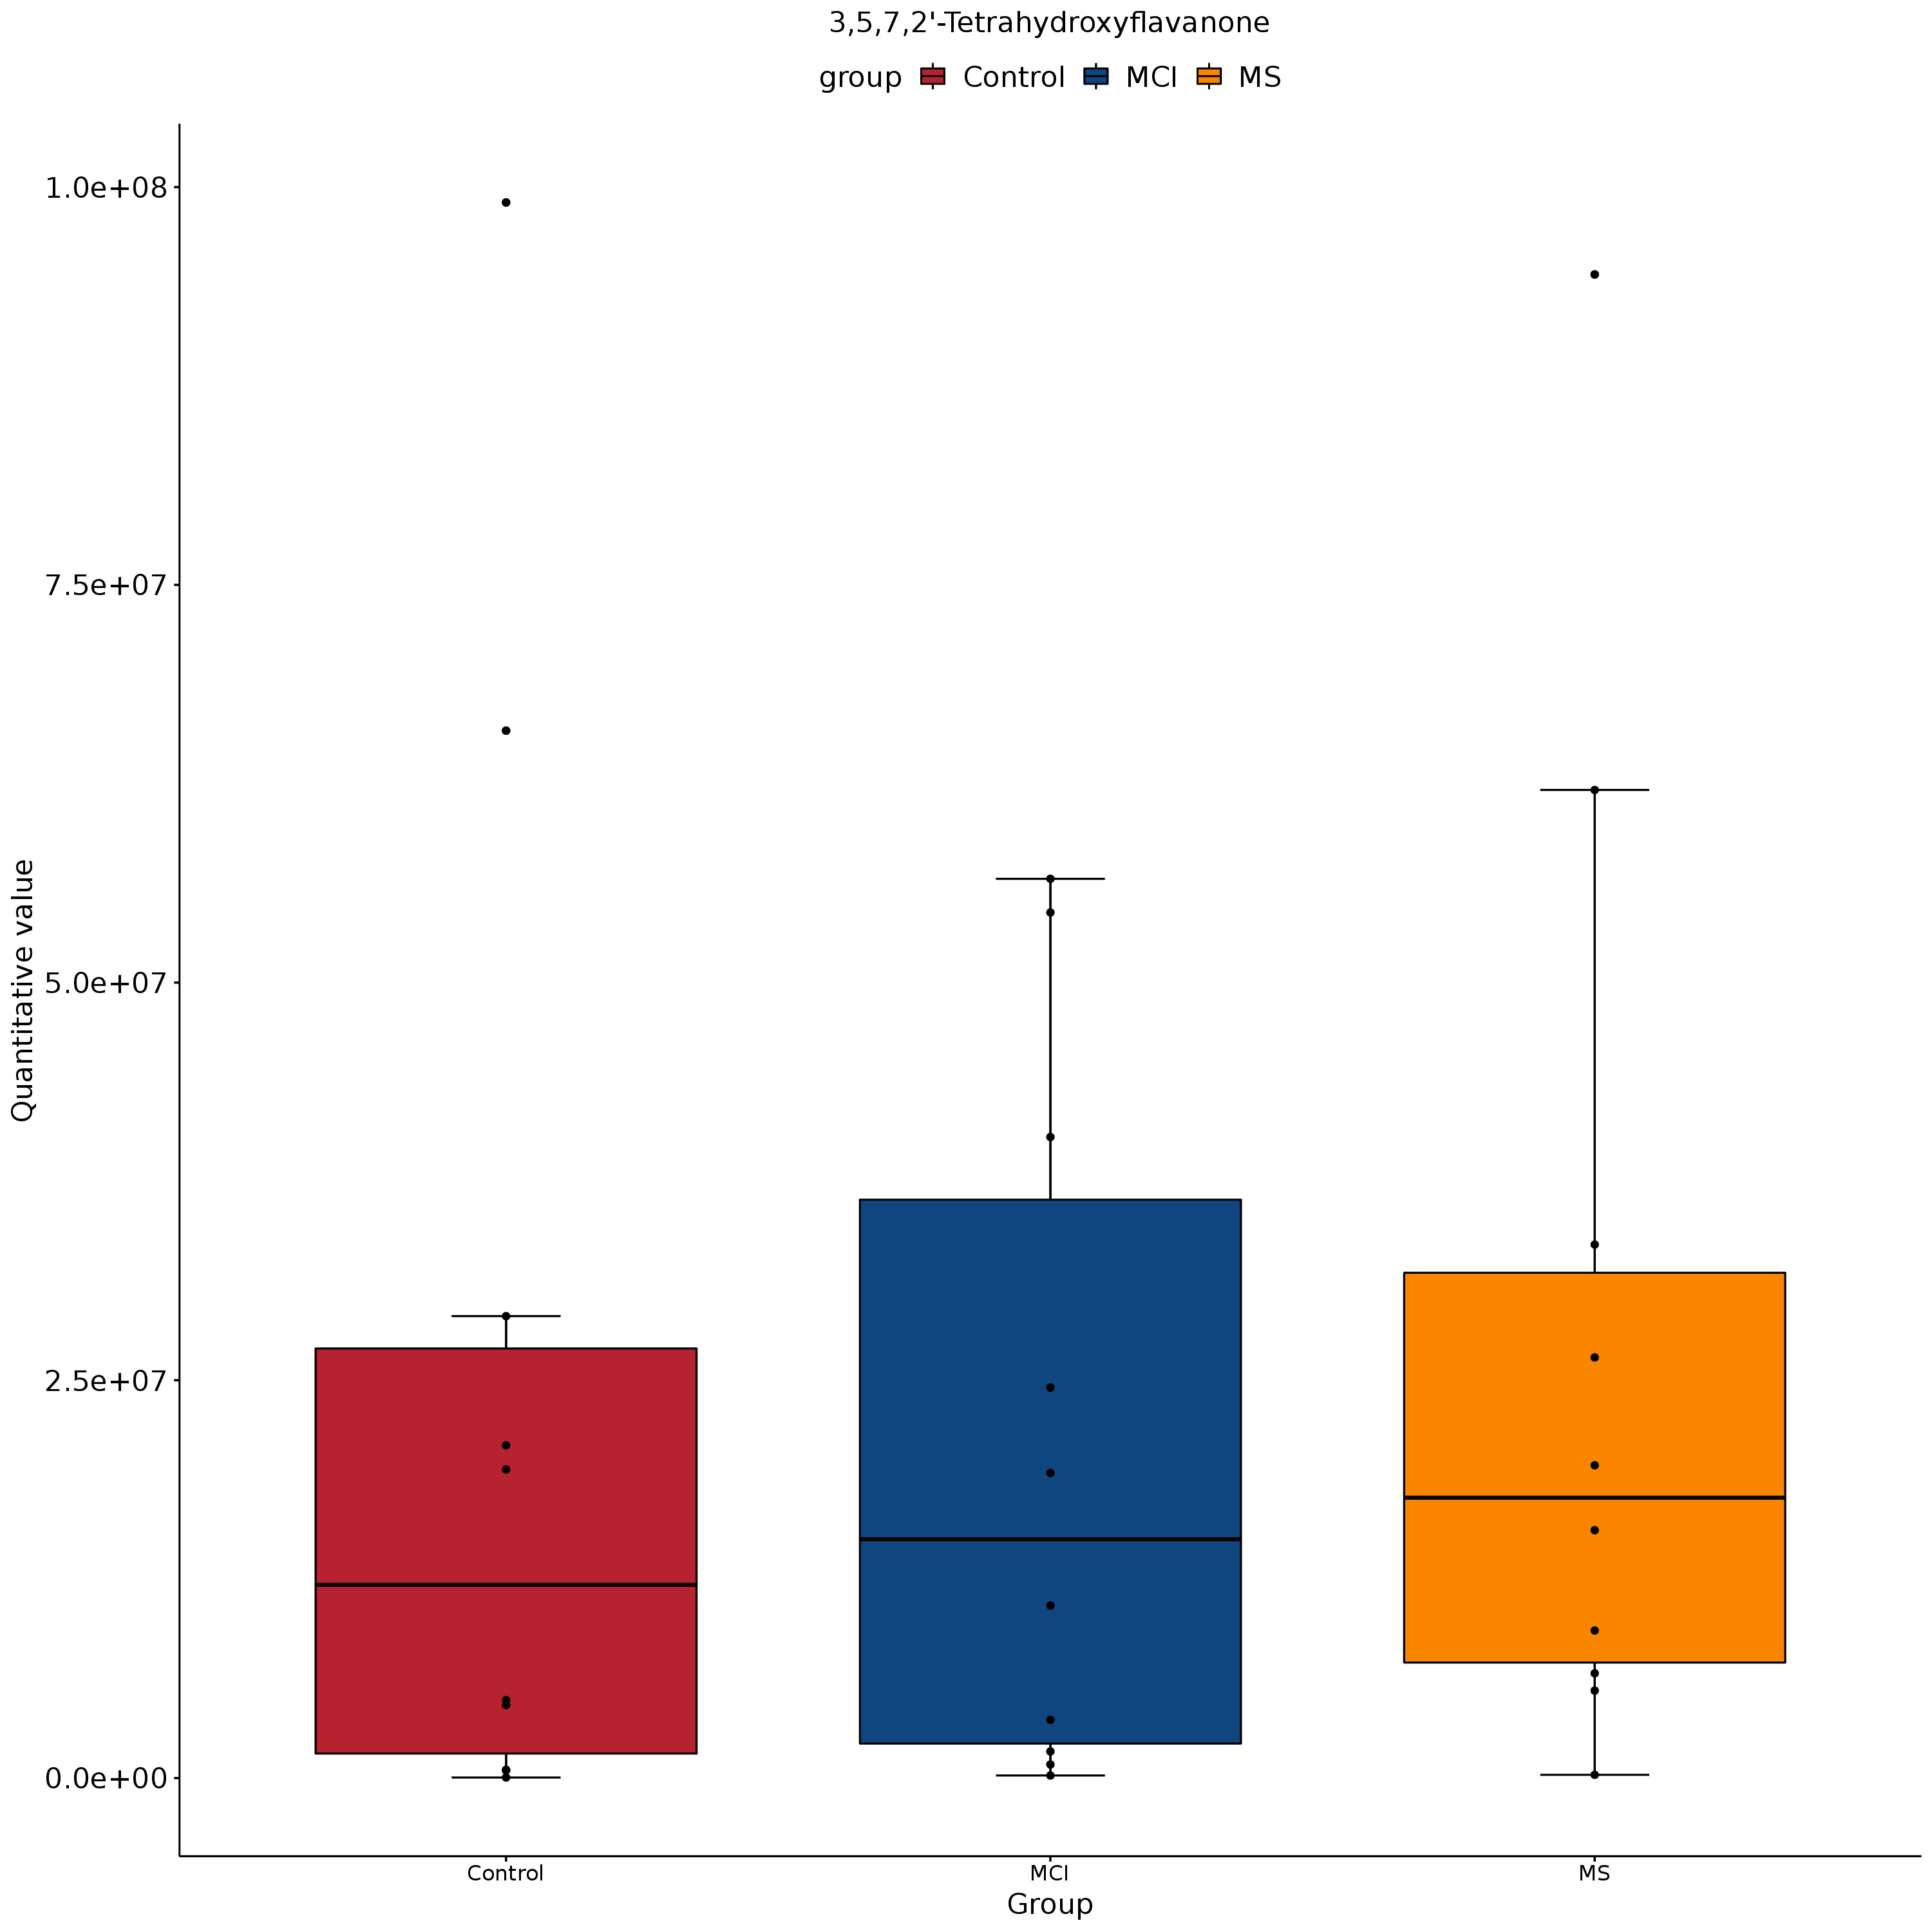 3,5,7,2'-Tetrahydroxyflavanone
group Control MCI MS
Quantitative value
1.0e+08
7.5e+07
5.0e+07
2.5e+07
0.0e+00
Control MCI MS
Group